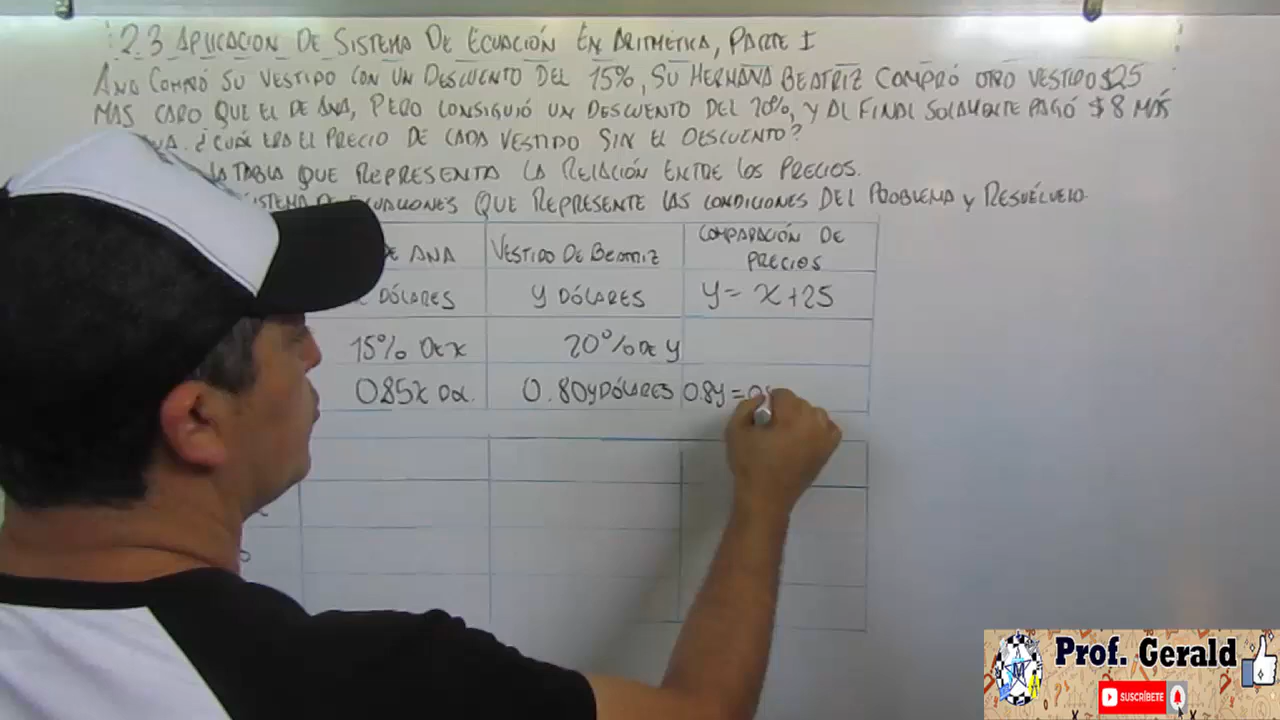 2.3 APLICACION DE SISTEMA DE ECUACIÓN EN ARITMÉTICA, PARTE I
ANA COMPRÓ SU VESTIDO CON UN DESCUENTO DEL 15%, SU HERMANA BEATRIZ COMPRÓ OTRO VESTIDO $25
MAS CARO QUE EL DE ANA, PERO CONSIGUIÓ UN DESCUENTO DEL 20%, Y AL FINAL SOLAMENTE PAGÓ $8 MÁS
¿CUÁL ERA EL PRECIO DE CADA VESTIDO SIN EL DESCUENTO?
TABLA QUE REPRESENTA LA RELACIÓN ENTRE LOS PRECIOS.
ECUACIONES QUE REPRESENTE LAS CONDICIONES DEL PROBLEMA Y RESUÉLVELO.
ANA VESTIDO DE BEATRIZ COMPARACIÓN DE PRECIOS
DÓLARES Y DÓLARES y = x+25
15% DE x 20% DE y
0.85x DOL. 0.80y DÓLARES 0.8y =
Prof. Gerald
SUSCRÍBETE